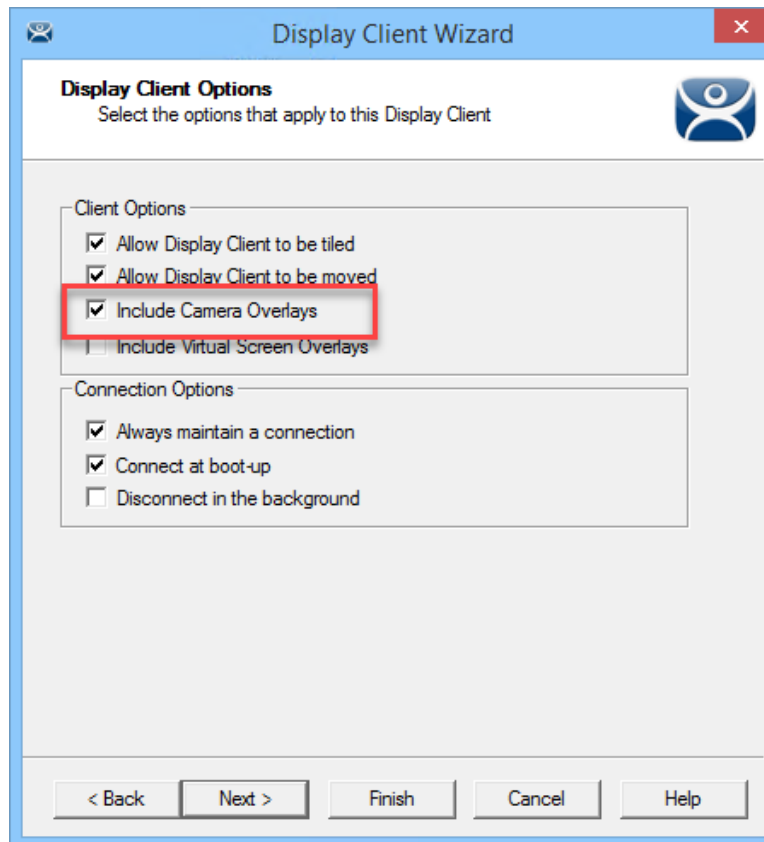 Display Client Wizard
Display Client Options
Select the options that apply to this Display Client
Client Options
Allow Display Client to be tiled
Allow Display Client to be moved
Include Camera Overlays
Include Virtual Screen Overlays
Connection Options
Always maintain a connection
Connect at boot-up
Disconnect in the background
< Back Next > Finish Cancel Help